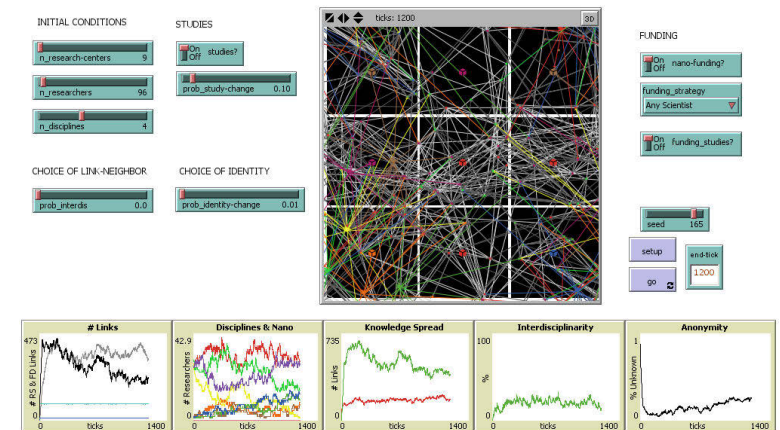 INITIAL CONDITIONS
n_research-centers 9
n_researchers 96
n_disciplines 4
CHOICE OF LINK-NEIGHBOR
prob_interdis 0.0
STUDIES
On
Off
studies?
prob_study-change 0.10
CHOICE OF IDENTITY
prob_identity-change 0.01
ticks: 1200
3D
FUNDING
On
Off
nano-funding?
funding_strategy
Any Scientist
On
Off
funding_studies?
seed 165
setup
go
end-tick
1200
# Links
473
# RS & FD Links
0
0 ticks 1400
Disciplines & Nano
42.9
# Researchers
0
0 ticks 1400
Knowledge Spread
735
# Links
0
0 ticks 1400
Interdisciplinarity
100
%
0
0 ticks 1400
Anonymity
1
% Unknown
0
0 ticks 1400